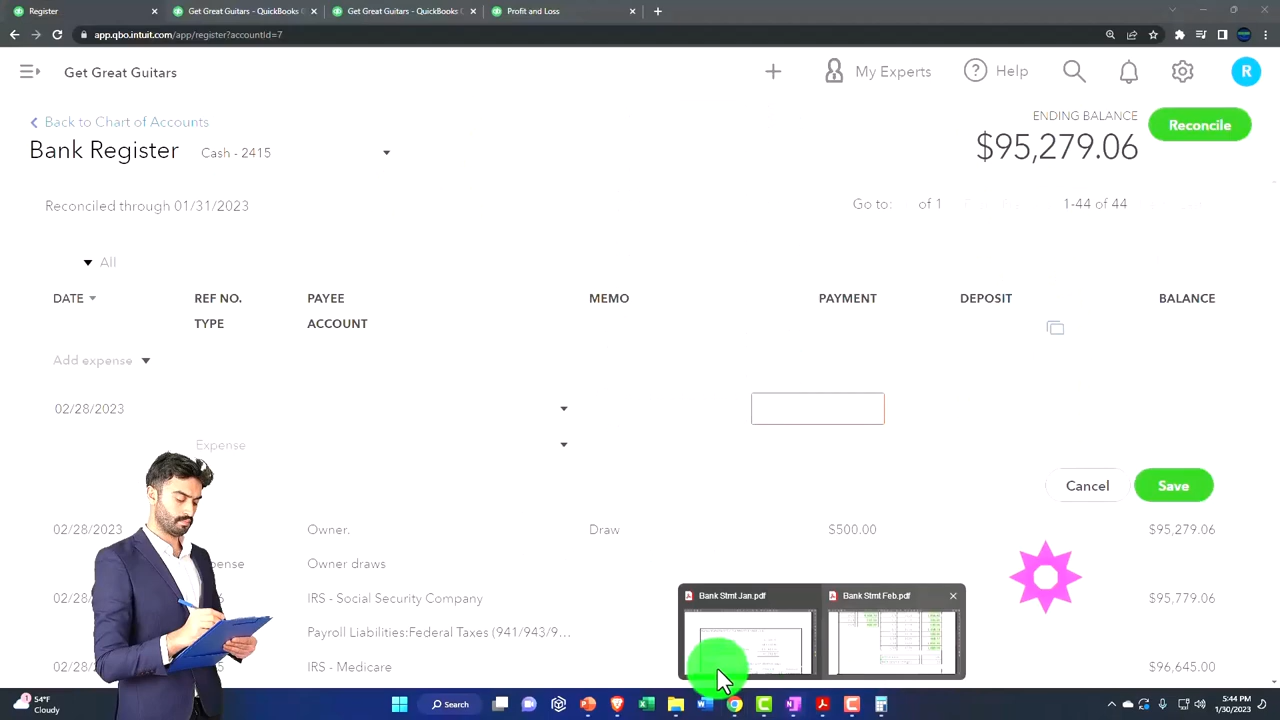 Register
Get Great Guitars - QuickBooks
Get Great Guitars - QuickBooks
Profit and Loss
app.qbo.intuit.com/app/register?accountId=7
Get Great Guitars
My Experts
Help
R
Back to Chart of Accounts
ENDING BALANCE
Bank Register
Cash - 2415
$95,279.06
Reconcile
Reconciled through 01/31/2023
Go to:
of 1
1-44 of 44
All
DATE
REF NO.
PAYEE
MEMO
PAYMENT
DEPOSIT
BALANCE
TYPE
ACCOUNT
Add expense
02/28/2023
Expense
Cancel
Save
02/28/2023
Owner.
Draw
$500.00
$95,279.06
Owner draws
Bank Stmt Jan.pdf
Bank Stmt Feb.pdf
IRS - Social Security Company
$95,779.06
Payroll Liabilities:Federal Taxes (941/943/9...
IRS - Medicare
$96,645.00
54°
Cloudy
Search
5:44 PM
1/30/2023